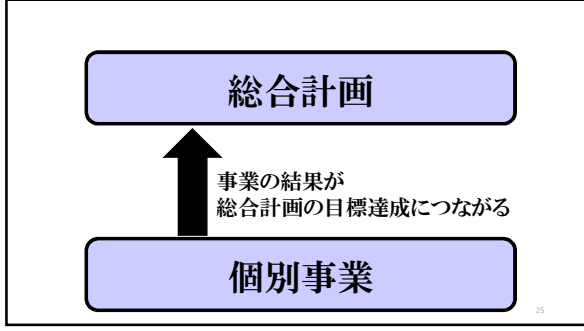 総合計画
事業の結果が
総合計画の目標達成につながる
個別事業
25